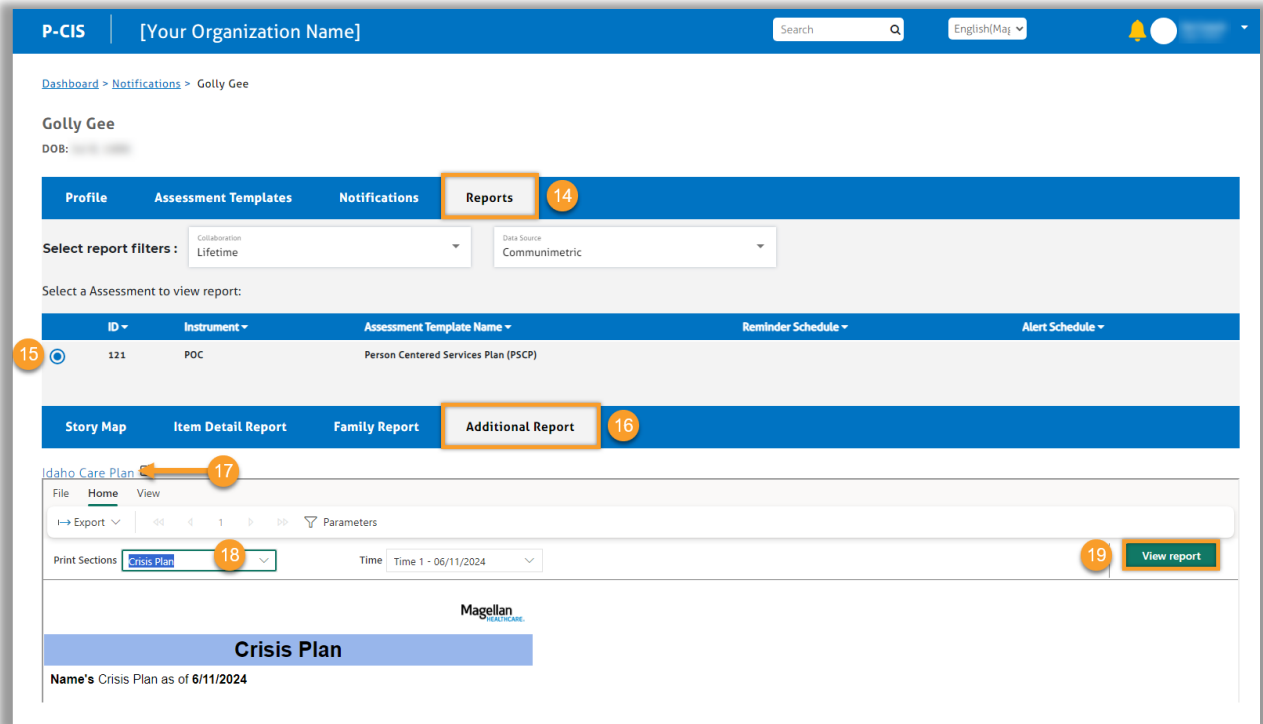 P-CIS [Your Organization Name] Search English(Mag
Dashboard > Notifications > Golly Gee
Golly Gee
DOB:
Profile Assessment Templates Notifications Reports 14
Select report filters : Collaboration Lifetime Data Source Communimetric
Select a Assessment to view report:
ID Instrument Assessment Template Name Reminder Schedule Alert Schedule
15 121 POC Person Centered Services Plan (PSCP)
Story Map Item Detail Report Family Report Additional Report 16
Idaho Care Plan 17
File Home View
Export 1 Parameters
Print Sections Crisis Plan 18 Time Time 1 - 06/11/2024 19 View report
Magellan
HEALTHCARE.
Crisis Plan
Name's Crisis Plan as of 6/11/2024